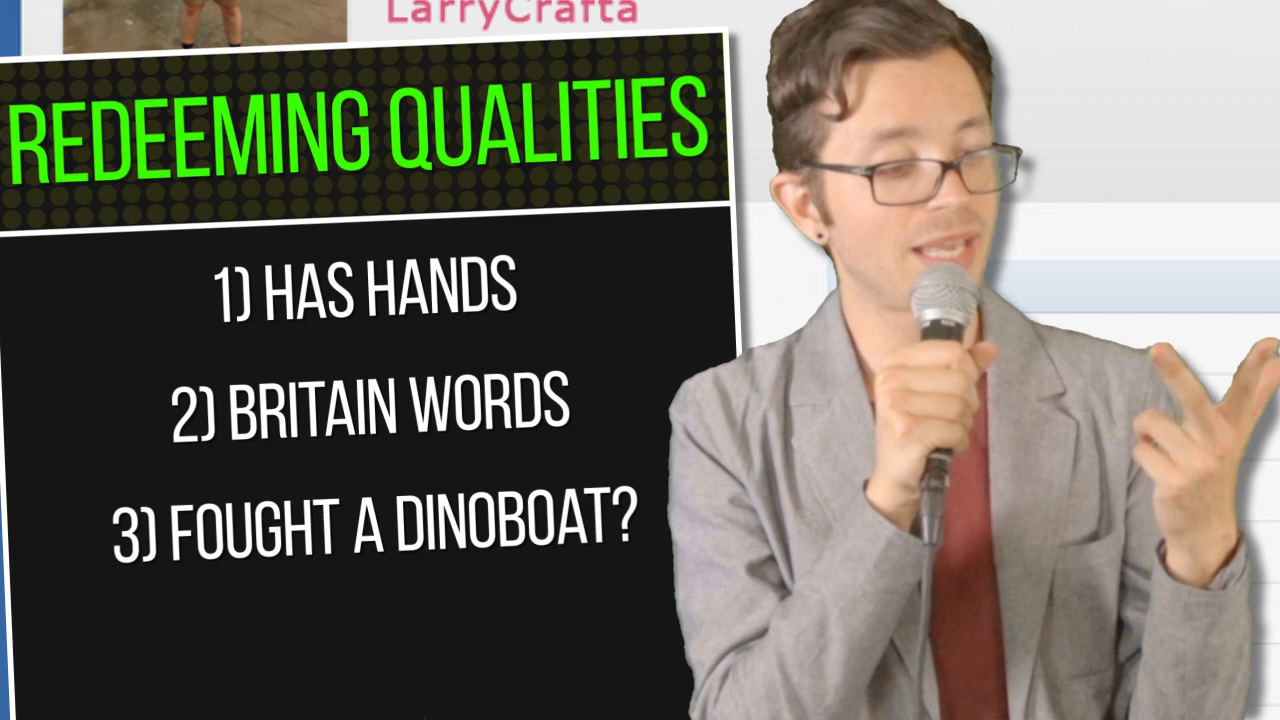 LarryCrafta
REDEEMING QUALITIES
1) HAS HANDS
2) BRITAIN WORDS
3) FOUGHT A DINOBOAT?